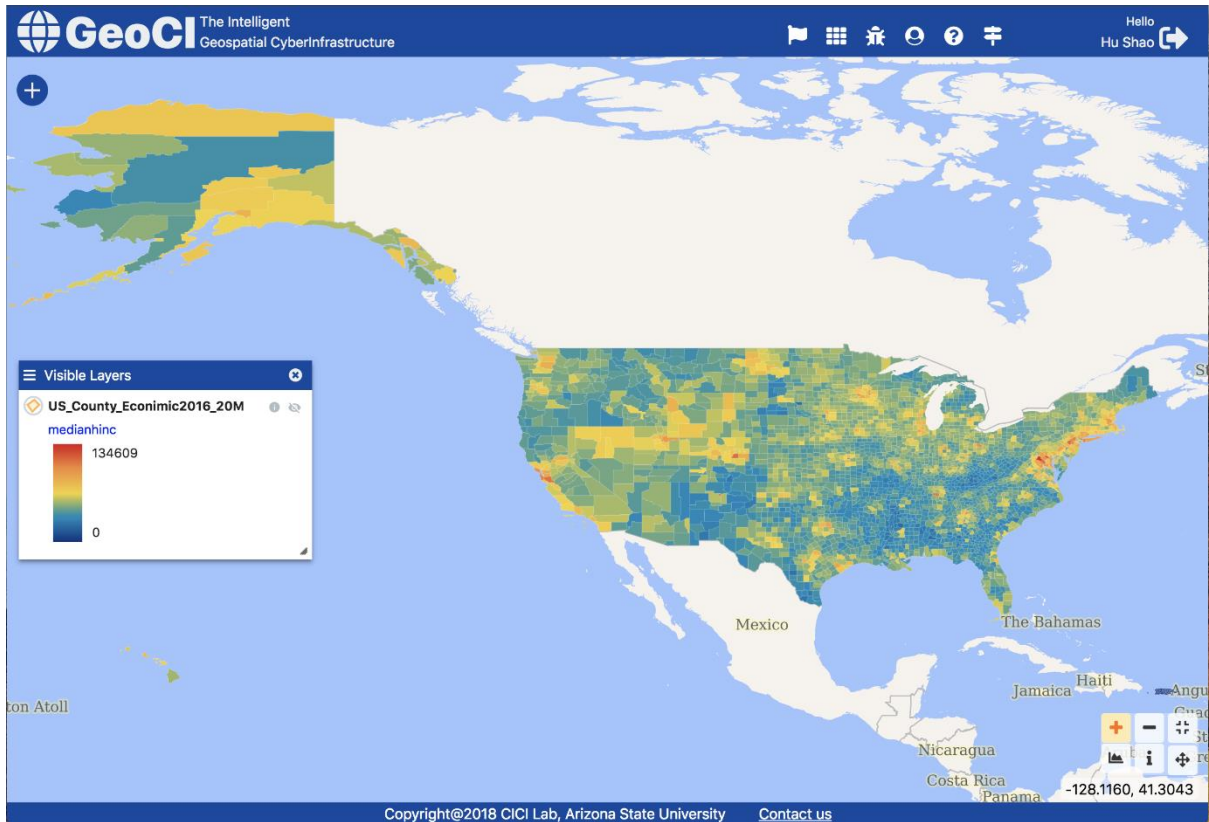 GeoCI
The Intelligent
Geospatial CyberInfrastructure
Hello
Hu Shao
Visible Layers
US_County_Econimic2016_20M
medianhinc
134609
0
Mexico
The Bahamas
Haiti
Jamaica
Angu
ton Atoll
Nicaragua
Costa Rica
Panama
-128.1160, 41.3043
Copyright@2018 CICI Lab, Arizona State University Contact us